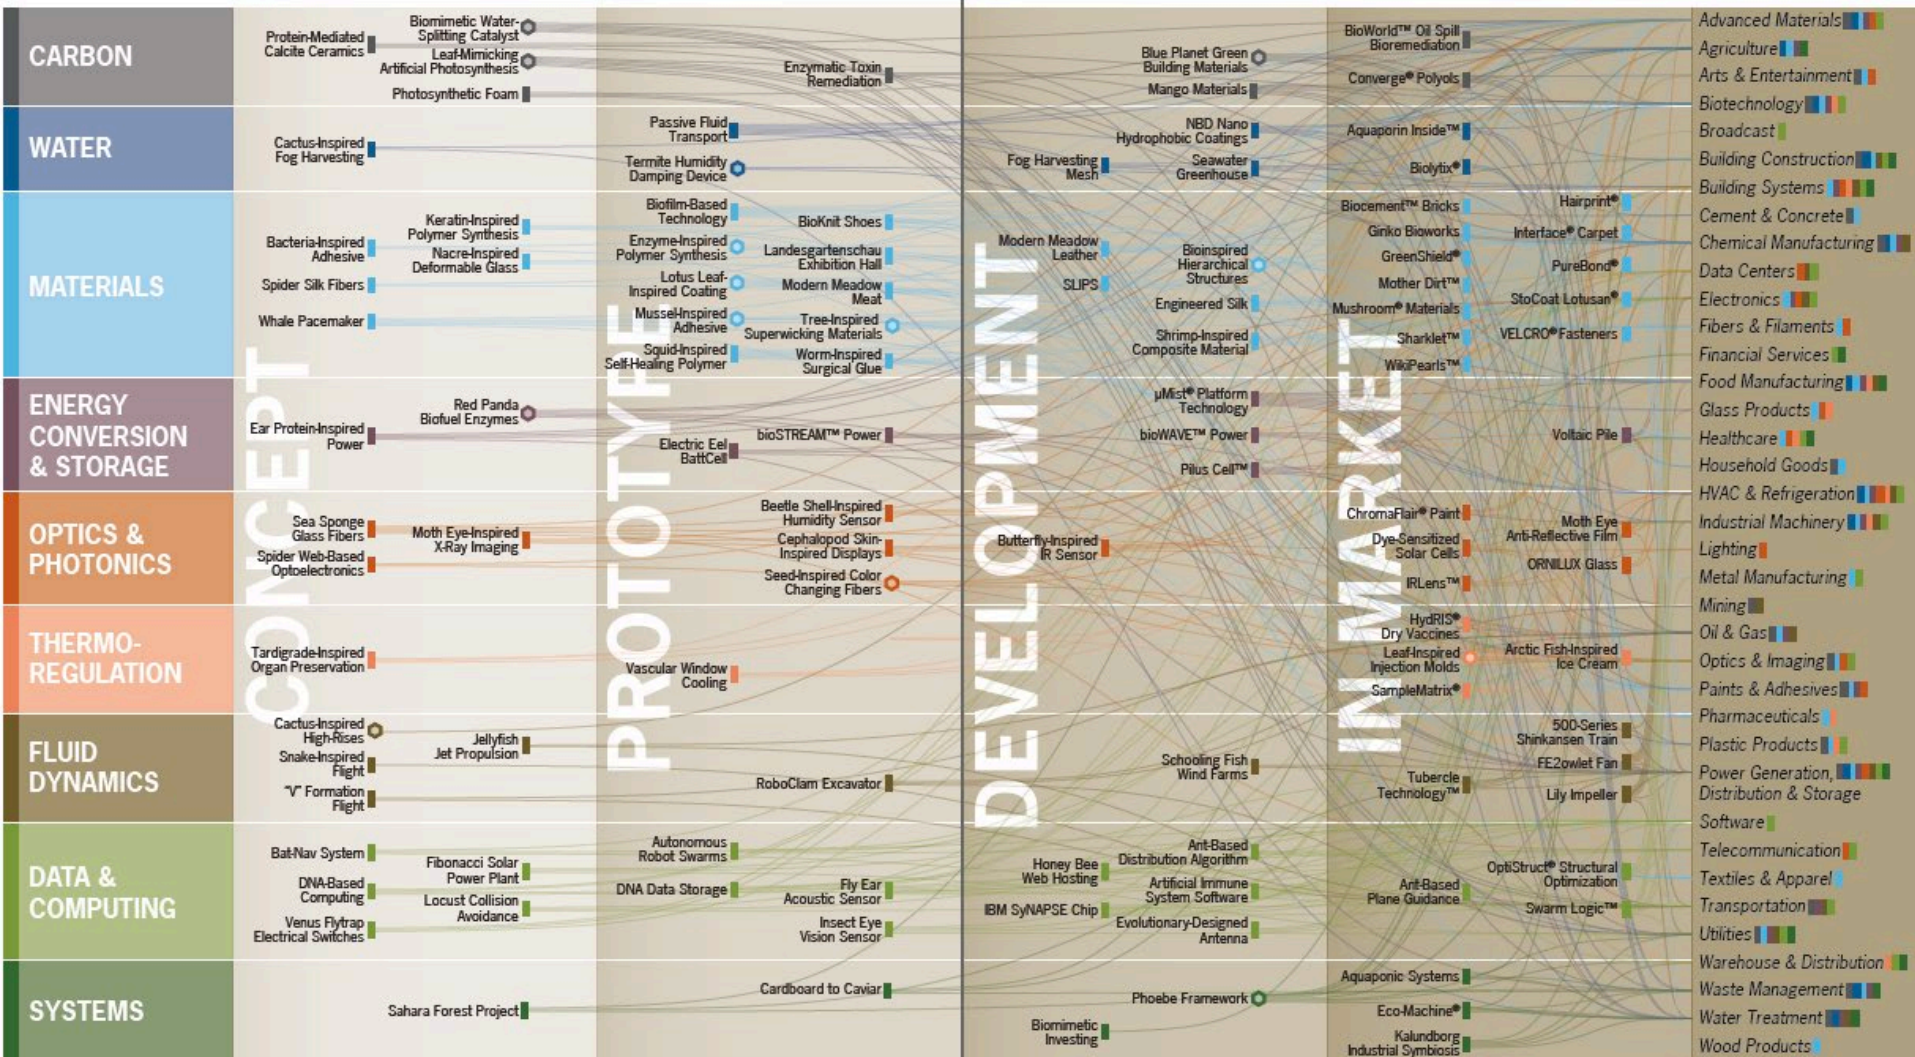 CARBON
Protein-Mediated
Calcite Ceramics
Biomimetic Water-
Splitting Catalyst
Leaf-Mimicking
Artificial Photosynthesis
Photosynthetic Foam
Enzymatic Toxin
Remediation
Blue Planet Green
Building Materials
Mango Materials
BioWorld™ Oil Spill
Bioremediation
Converge® Polyols
WATER
Cactus-Inspired
Fog Harvesting
Passive Fluid
Transport
Termite Humidity
Damping Device
Fog Harvesting
Mesh
NBD Nano
Hydrophobic Coatings
Seawater
Greenhouse
Aquaporin Inside™
Biolytix®
MATERIALS
Bacteria-Inspired
Adhesive
Spider Silk Fibers
Whale Pacemaker
Keratin-Inspired
Polymer Synthesis
Nacre-Inspired
Deformable Glass
Biofilm-Based
Technology
Enzyme-Inspired
Polymer Synthesis
Lotus Leaf-
Inspired Coating
Mussel-Inspired
Adhesive
Squid-Inspired
Self-Healing Polymer
BioKnit Shoes
Landesgartenschau
Exhibition Hall
Modern Meadow
Meat
Tree-Inspired
Superwicking Materials
Worm-Inspired
Surgical Glue
Modern Meadow
Leather
SLIPS
Bioinspired
Hierarchical
Structures
Engineered Silk
Shrimp-Inspired
Composite Material
Biocement™ Bricks
Ginko Bioworks
GreenShield®
Mother Dirt™
Mushroom® Materials
Sharklet™
WikiPearls™
Hairprint®
Interface® Carpet
PureBond®
StoCoat Lotusan®
VELCRO® Fasteners
ENERGY
CONVERSION
& STORAGE
Ear Protein-Inspired
Power
Red Panda
Biofuel Enzymes
Electric Eel
BattCell
bioSTREAM™ Power
µMist® Platform
Technology
bioWAVE™ Power
Pilus Cell™
Voltaic Pile
OPTICS &
PHOTONICS
Sea Sponge
Glass Fibers
Spider Web-Based
Optoelectronics
Moth Eye-Inspired
X-Ray Imaging
Beetle Shell-Inspired
Humidity Sensor
Cephalopod Skin-
Inspired Displays
Seed-Inspired Color
Changing Fibers
Butterfly-Inspired
IR Sensor
ChromaFlair® Paint
Dye-Sensitized
Solar Cells
IRLens™
Moth Eye
Anti-Reflective Film
ORNILUX Glass
THERMO-
REGULATION
Tardigrade-Inspired
Organ Preservation
Vascular Window
Cooling
HydRIS®
Dry Vaccines
Leaf-Inspired
Injection Molds
SampleMatrix®
Arctic Fish-Inspired
Ice Cream
FLUID
DYNAMICS
Cactus-Inspired
High-Rises
Snake-Inspired
Flight
"V" Formation
Flight
Jellyfish
Jet Propulsion
RoboClam Excavator
Schooling Fish
Wind Farms
Tubercle
Technology™
500-Series
Shinkansen Train
FE2owlet Fan
Lily Impeller
DATA &
COMPUTING
Bat-Nav System
DNA-Based
Computing
Venus Flytrap
Electrical Switches
Fibonacci Solar
Power Plant
Locust Collision
Avoidance
Autonomous
Robot Swarms
DNA Data Storage
Fly Ear
Acoustic Sensor
Insect Eye
Vision Sensor
Honey Bee
Web Hosting
IBM SyNAPSE Chip
Ant-Based
Distribution Algorithm
Artificial Immune
System Software
Evolutionary-Designed
Antenna
Ant-Based
Plane Guidance
OptiStruct® Structural
Optimization
Swarm Logic™
SYSTEMS
Sahara Forest Project
Cardboard to Caviar
Biomimetic
Investing
Phoebe Framework
Aquaponic Systems
Eco-Machine®
Kalundborg
Industrial Symbiosis
CONCEPT
PROTOTYPE
DEVELOPMENT
IN MARKET
Advanced Materials
Agriculture
Arts & Entertainment
Biotechnology
Broadcast
Building Construction
Building Systems
Cement & Concrete
Chemical Manufacturing
Data Centers
Electronics
Fibers & Filaments
Financial Services
Food Manufacturing
Glass Products
Healthcare
Household Goods
HVAC & Refrigeration
Industrial Machinery
Lighting
Metal Manufacturing
Mining
Oil & Gas
Optics & Imaging
Paints & Adhesives
Pharmaceuticals
Plastic Products
Power Generation,
Distribution & Storage
Software
Telecommunication
Textiles & Apparel
Transportation
Utilities
Warehouse & Distribution
Waste Management
Water Treatment
Wood Products